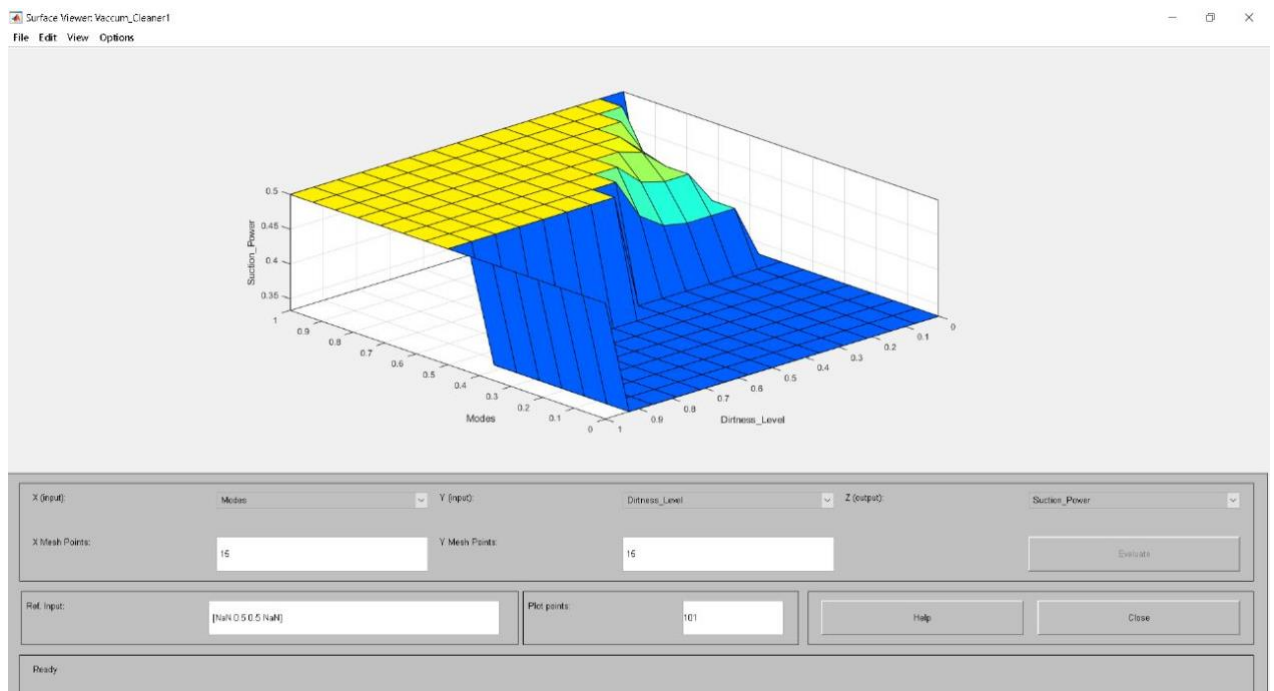 Surface Viewer: Vaccum_Cleaner1
File Edit View Options
0.5
0.45
0.4
0.35
Suction_Power
1
0.9
0.8
0.7
0.6
0.5
0.4
0.3
0.2
0.1
0
Modes
1
0.9
0.8
0.7
0.6
0.5
0.4
0.3
0.2
0.1
0
Dirtness_Level
X (input): Modes Y (input): Dirtness_Level Z (output): Suction_Power
X Mesh Points: 15 Y Mesh Points: 15 Evaluate
Ref. Input: [NaN 0.5 0.5 NaN] Plot points: 101 Help Close
Ready